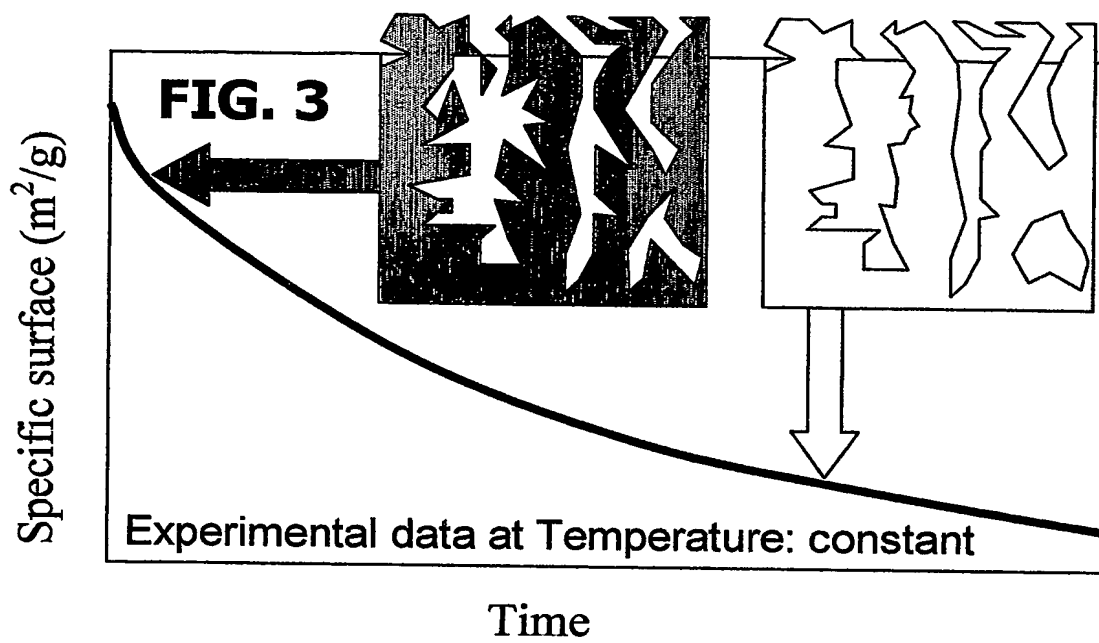 FIG. 3
Specific surface (m²/g)
Experimental data at Temperature: constant
Time